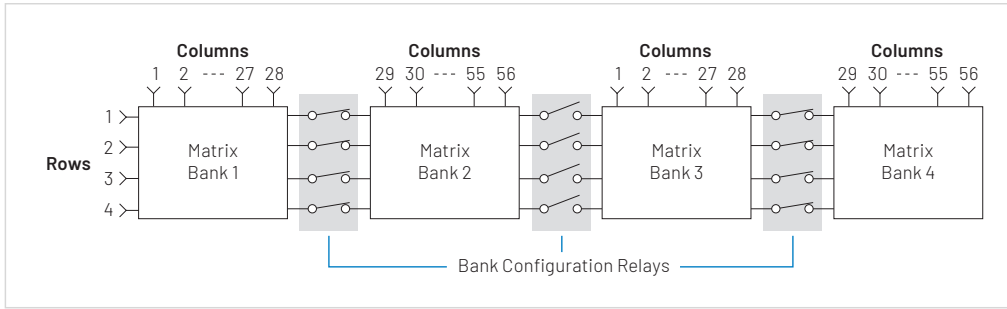 Columns Columns Columns Columns
1 2 --- 27 28 29 30 --- 55 56 1 2 --- 27 28 29 30 --- 55 56
1
2
Rows
3
4
Matrix
Bank 1
Matrix
Bank 2
Matrix
Bank 3
Matrix
Bank 4
Bank Configuration Relays